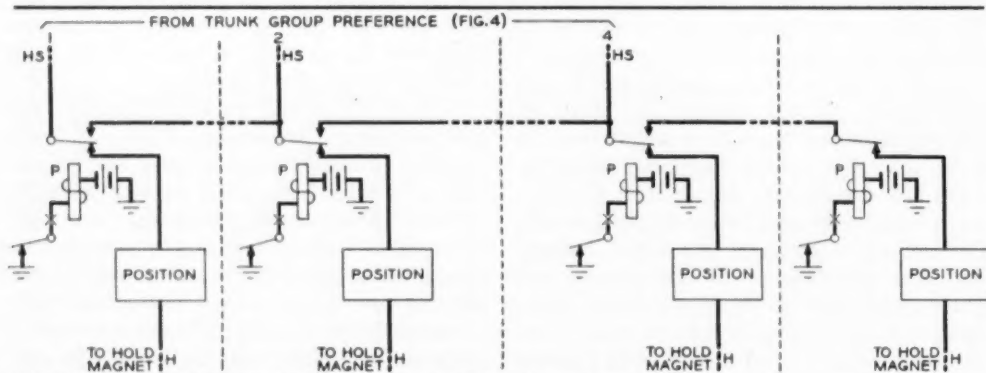 FROM TRUNK GROUP PREFERENCE (FIG.4)
2
4
HS
HS
HS
P
P
P
P
POSITION
POSITION
POSITION
POSITION
TO HOLD
MAGNET
H
TO HOLD
MAGNET
H
TO HOLD
MAGNET
H
TO HOLD
MAGNET
H